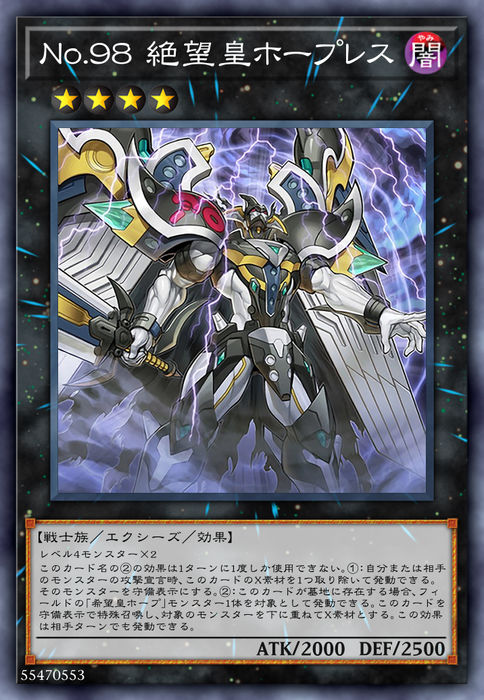 No.98 絶望皇ホープレス
やみ
闇
98
【戦士族／エクシーズ／効果】
レベル4モンスター×2
このカード名の②の効果は1ターンに1度しか使用できない。①：自分または相手
のモンスターの攻撃宣言時、このカードのX素材を1つ取り除いて発動できる。
そのモンスターを守備表示にする。②：このカードが墓地に存在する場合、フィ
ールドの「希望皇ホープ」モンスター1体を対象として発動できる。このカードを
守備表示で特殊召喚し、対象のモンスターを下に重ねてX素材とする。この効果
は相手ターンでも発動できる。
ATK/2000 DEF/2500
55470553